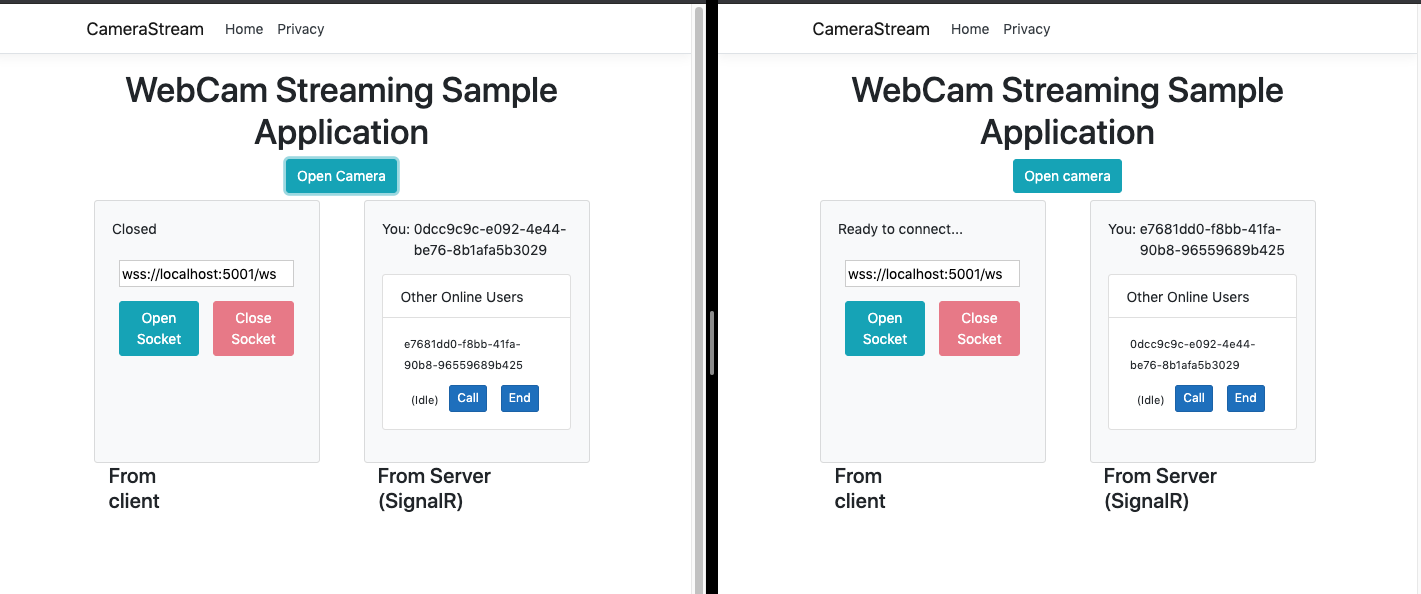 CameraStream Home Privacy
WebCam Streaming Sample
Application
Open Camera
Closed
wss://localhost:5001/ws
Open
Socket
Close
Socket
You: 0dcc9c9c-e092-4e44-
be76-8b1afa5b3029
Other Online Users
e7681dd0-f8bb-41fa-
90b8-96559689b425
(Idle) Call End
From
client
From Server
(SignalR)
CameraStream Home Privacy
WebCam Streaming Sample
Application
Open camera
Ready to connect...
wss://localhost:5001/ws
Open
Socket
Close
Socket
You: e7681dd0-f8bb-41fa-
90b8-96559689b425
Other Online Users
0dcc9c9c-e092-4e44-
be76-8b1afa5b3029
(Idle) Call End
From
client
From Server
(SignalR)